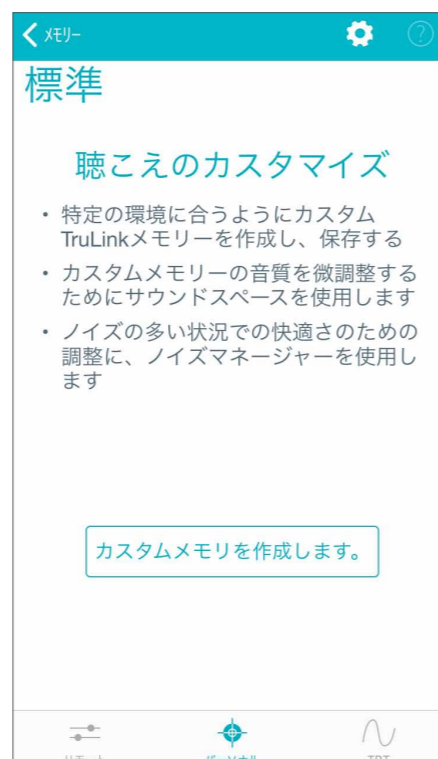 メモリー
?
標準
聴こえのカスタマイズ
・ 特定の環境に合うようにカスタム
TruLinkメモリーを作成し、保存する
・ カスタムメモリーの音質を微調整する
ためにサウンドスペースを使用します
・ ノイズの多い状況での快適さのための
調整に、ノイズマネージャーを使用し
ます
カスタムメモリを作成します。